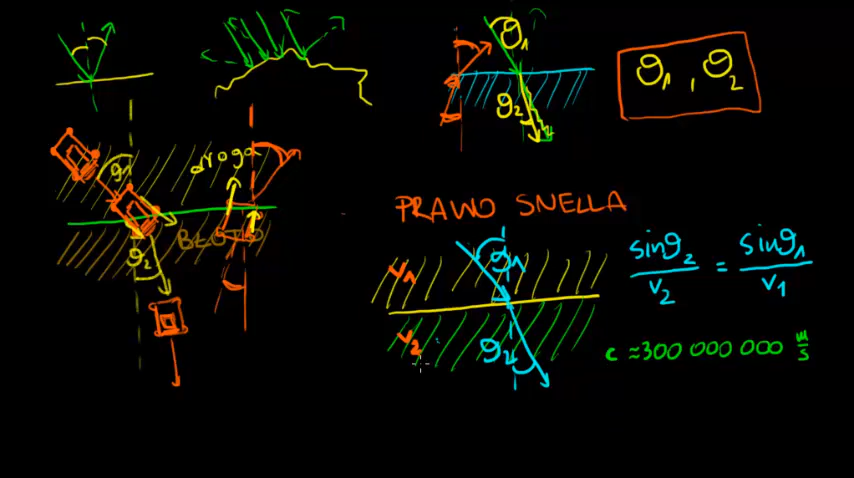 ϑ1
ϑ2
ϑ1 , ϑ2
ϑ1
droga
BŁOTO
ϑ2
PRAWO SNELLA
v1
ϑ1
v2
ϑ2
sinϑ2/v2 = sinϑ1/v1
c ≈ 300 000 000 m/s